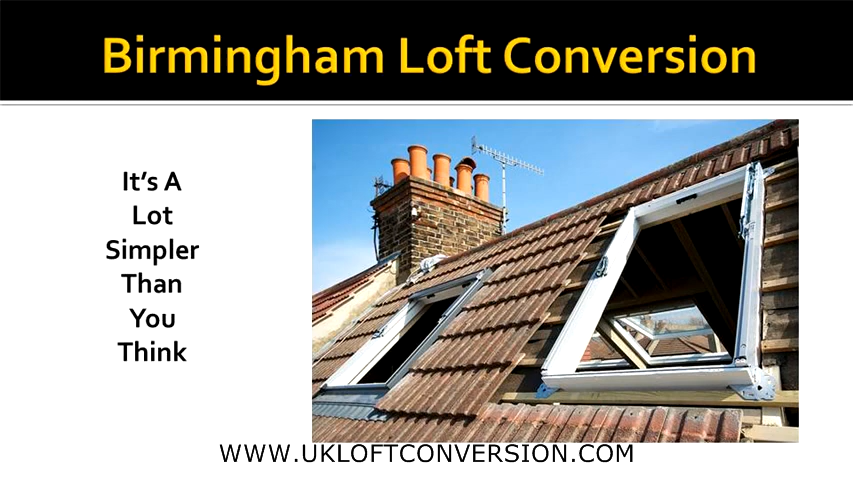 Birmingham Loft Conversion
It's A
Lot
Simpler
Than
You
Think
WWW.UKLOFTCONVERSION.COM